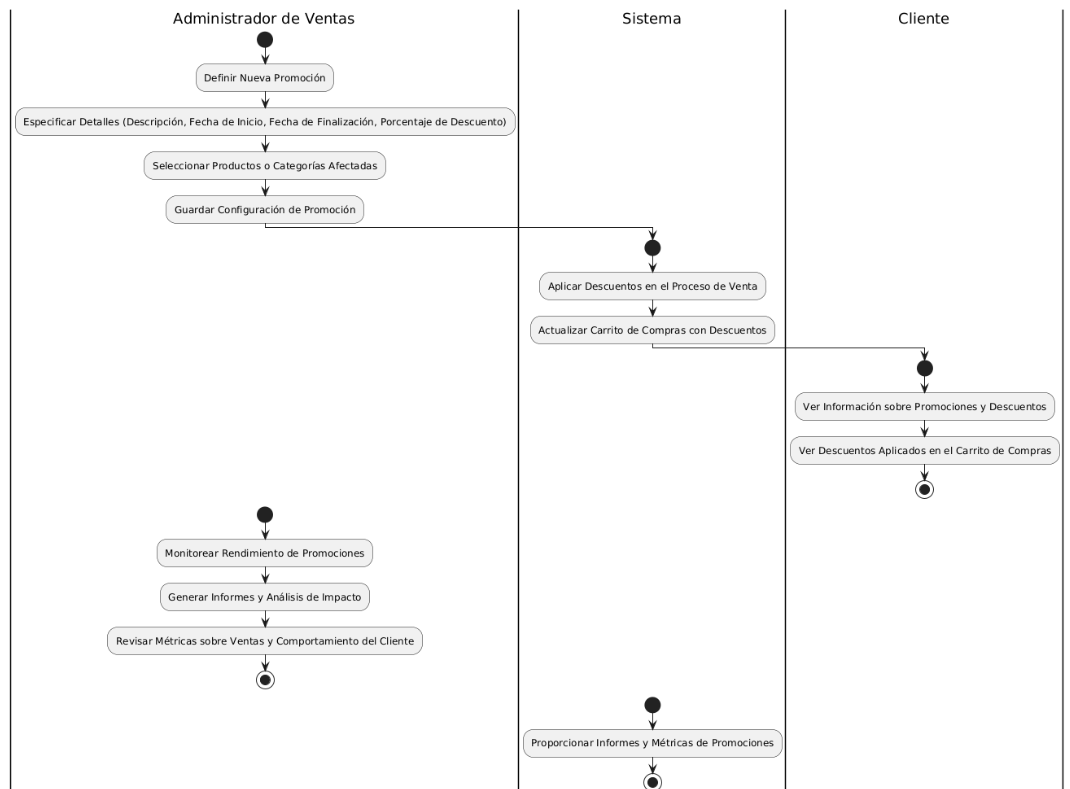 Administrador de Ventas
Sistema
Cliente
Definir Nueva Promoción
Especificar Detalles (Descripción, Fecha de Inicio, Fecha de Finalización, Porcentaje de Descuento)
Seleccionar Productos o Categorías Afectadas
Guardar Configuración de Promoción
Aplicar Descuentos en el Proceso de Venta
Actualizar Carrito de Compras con Descuentos
Ver Información sobre Promociones y Descuentos
Ver Descuentos Aplicados en el Carrito de Compras
Monitorear Rendimiento de Promociones
Generar Informes y Análisis de Impacto
Revisar Métricas sobre Ventas y Comportamiento del Cliente
Proporcionar Informes y Métricas de Promociones